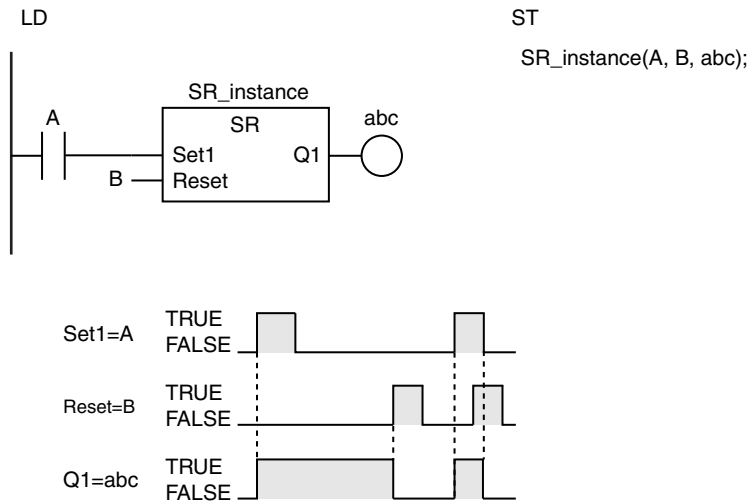 LD
ST
SR_instance(A, B, abc);
SR_instance
A
SR
abc
Set1
Q1
B
Reset
Set1=A
TRUE
FALSE
Reset=B
TRUE
FALSE
Q1=abc
TRUE
FALSE